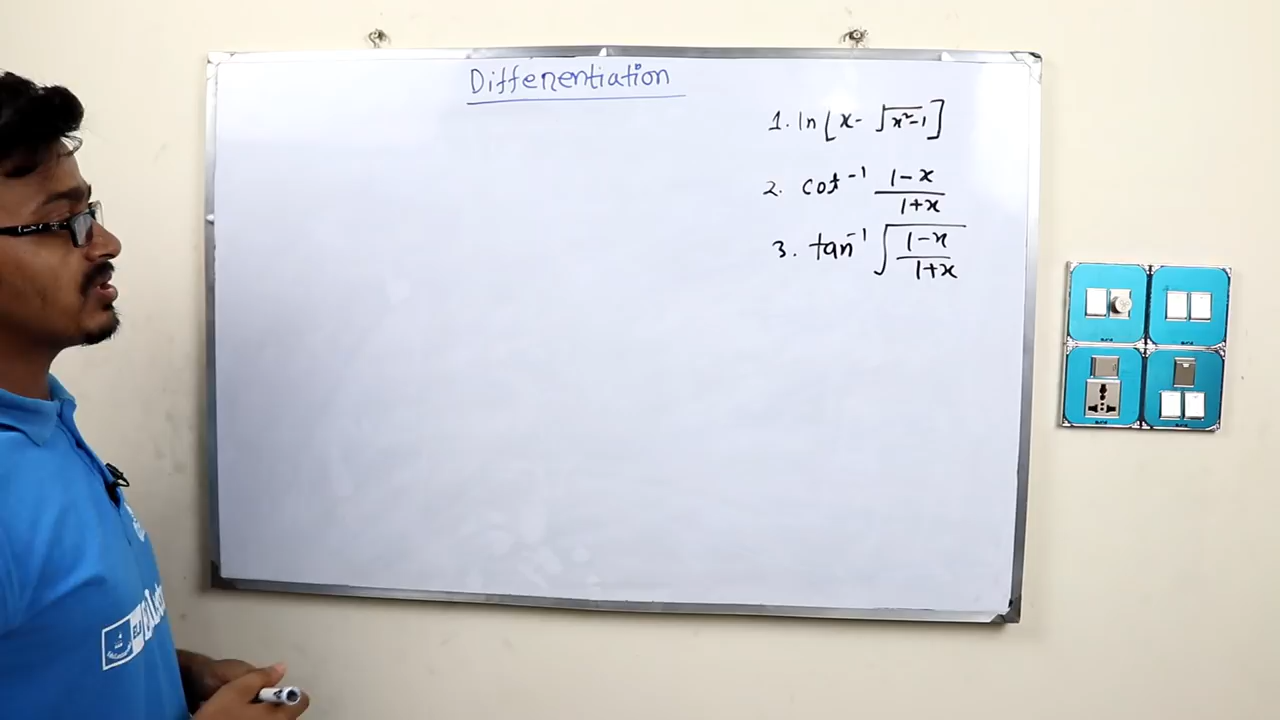 Differentiation
1. ln[x - √x²-1]
2. cot⁻¹ 1-x/1+x
3. tan⁻¹ √1-x/1+x